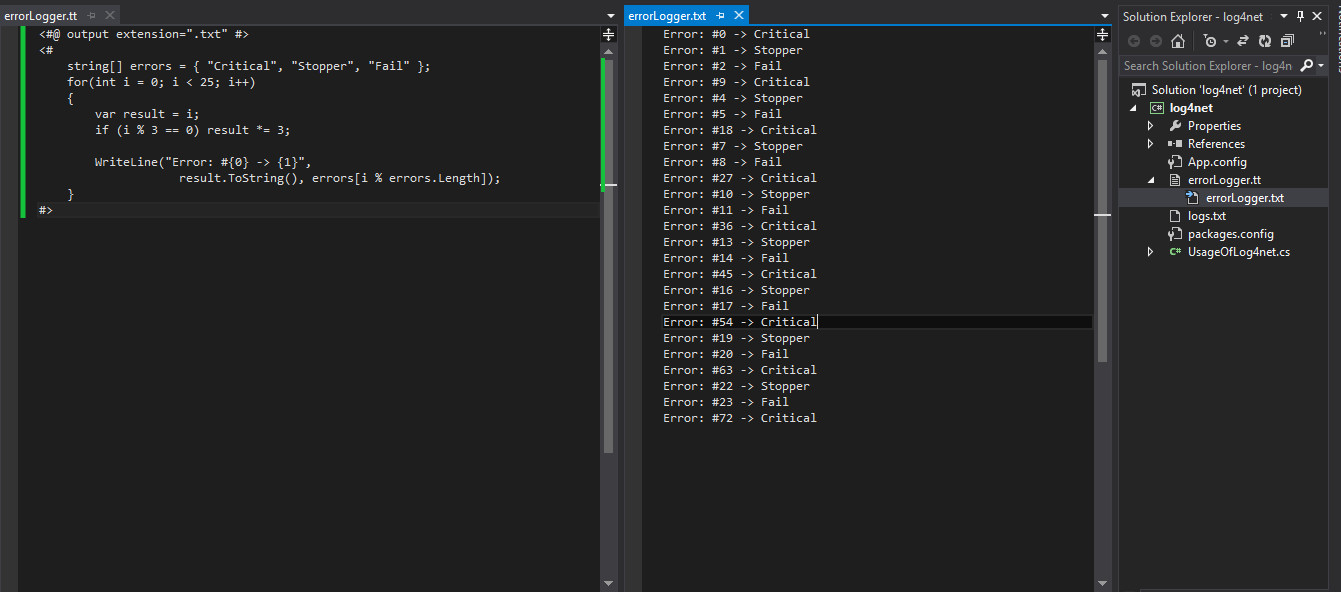 errorLogger.tt
<#@ output extension=".txt" #>
<#
string[] errors = { "Critical", "Stopper", "Fail" };
for(int i = 0; i < 25; i++)
{
var result = i;
if (i % 3 == 0) result *= 3;
WriteLine("Error: #{0} -> {1}",
result.ToString(), errors[i % errors.Length]);
}
#>
errorLogger.txt
Error: #0 -> Critical
Error: #1 -> Stopper
Error: #2 -> Fail
Error: #9 -> Critical
Error: #4 -> Stopper
Error: #5 -> Fail
Error: #18 -> Critical
Error: #7 -> Stopper
Error: #8 -> Fail
Error: #27 -> Critical
Error: #10 -> Stopper
Error: #11 -> Fail
Error: #36 -> Critical
Error: #13 -> Stopper
Error: #14 -> Fail
Error: #45 -> Critical
Error: #16 -> Stopper
Error: #17 -> Fail
Error: #54 -> Critical
Error: #19 -> Stopper
Error: #20 -> Fail
Error: #63 -> Critical
Error: #22 -> Stopper
Error: #23 -> Fail
Error: #72 -> Critical
Solution Explorer - log4net
Search Solution Explorer - log4n
Solution 'log4net' (1 project)
C# log4net
Properties
References
App.config
errorLogger.tt
errorLogger.txt
logs.txt
packages.config
C# UsageOfLog4net.cs